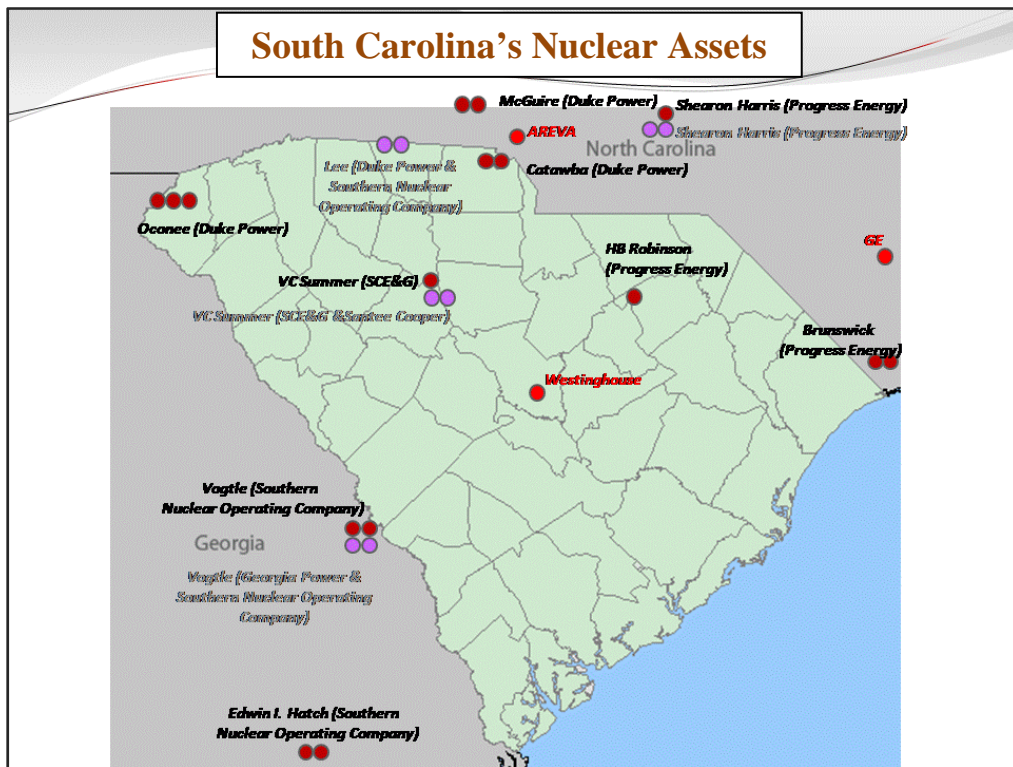 South Carolina's Nuclear Assets
McGuire (Duke Power)
Shearon Harris (Progress Energy)
AREVA
Shearon Harris (Progress Energy)
North Carolina
Lee (Duke Power &
Southern Nuclear
Operating Company)
Catawba (Duke Power)
Oconee (Duke Power)
GE
HB Robinson
(Progress Energy)
VC Summer (SCE&G)
VC Summer (SCE&G &Santee Cooper)
Brunswick
(Progress Energy)
Westinghouse
Vogtle (Southern
Nuclear Operating Company)
Georgia
Vogtle (Georgia Power &
Southern Nuclear Operating
Company)
Edwin I. Hatch (Southern
Nuclear Operating Company)